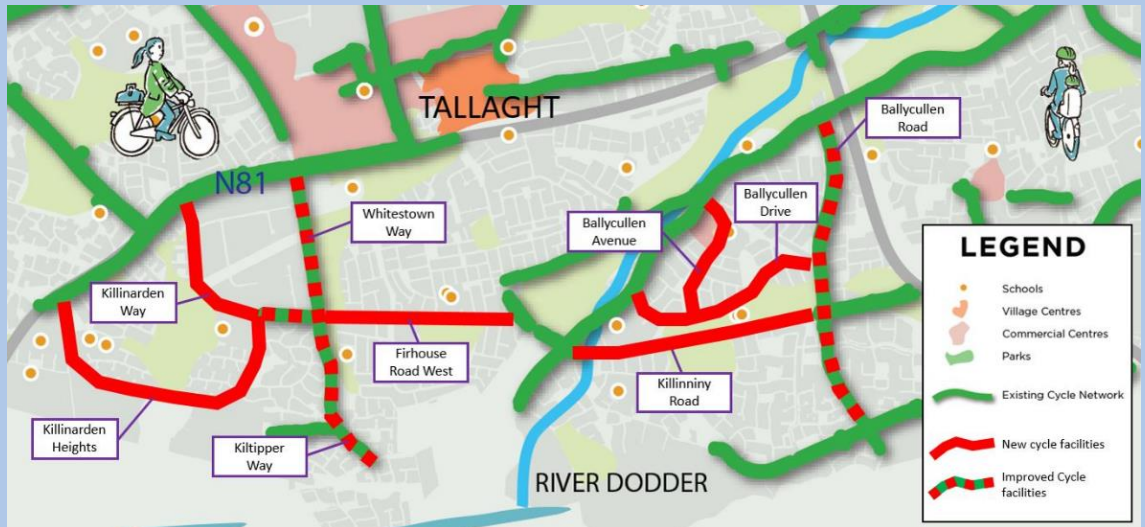 TALLAGHT
N81
Whitestown
Way
Killinarden
Way
Firhouse
Road West
Killinarden
Heights
Kiltipper
Way
Ballycullen
Road
Ballycullen
Drive
Ballycullen
Avenue
Killinniny
Road
RIVER DODDER
LEGEND
Schools
Village Centres
Commercial Centres
Parks
Existing Cycle Network
New cycle facilities
Improved Cycle
facilities